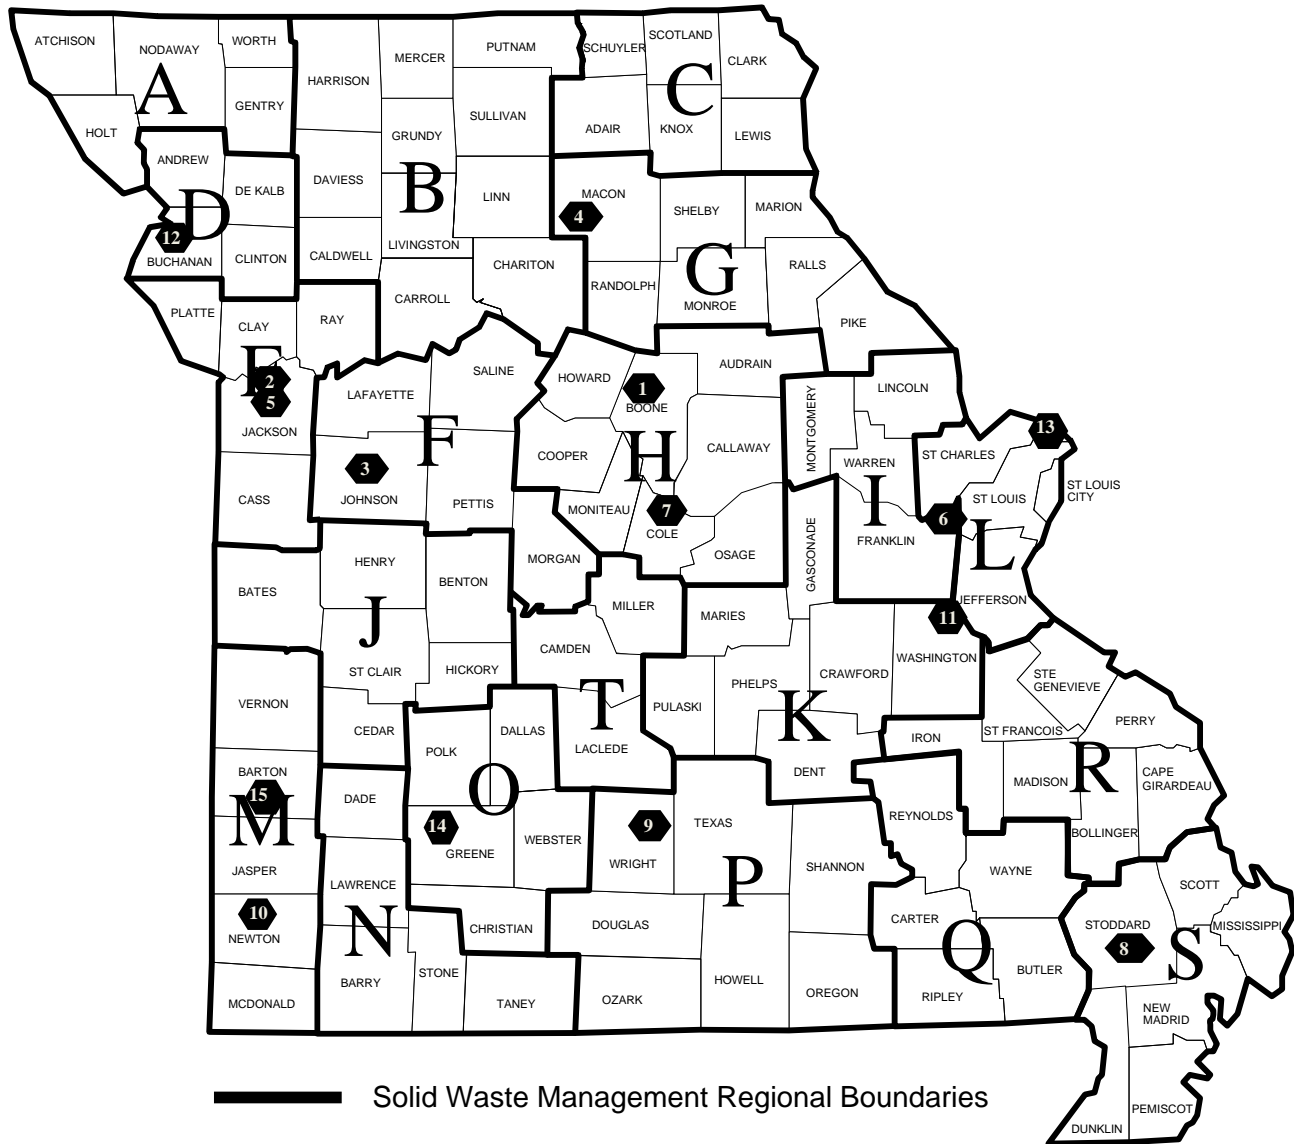 ATCHISON
NODAWAY
WORTH
HARRISON
MERCER
PUTNAM
SCHUYLER
SCOTLAND
CLARK
A
GENTRY
GRUNDY
SULLIVAN
ADAIR
C
KNOX
LEWIS
HOLT
ANDREW
DE KALB
DAVIESS
B
LINN
MACON
4
SHELBY
MARION
D
12
BUCHANAN
CLINTON
CALDWELL
LIVINGSTON
CHARITON
RANDOLPH
G
MONROE
RALLS
PLATTE
CLAY
RAY
CARROLL
PIKE
E
2
5
JACKSON
LAFAYETTE
SALINE
HOWARD
1
BOONE
AUDRAIN
MONTGOMERY
LINCOLN
F
COOPER
H
CALLAWAY
WARREN
ST CHARLES
13
CASS
3
JOHNSON
PETTIS
MONITEAU
7
COLE
I
ST LOUIS
ST LOUIS
CITY
6
FRANKLIN
L
HENRY
BENTON
MORGAN
OSAGE
GASCONADE
BATES
J
MILLER
MARIES
JEFFERSON
11
ST CLAIR
HICKORY
CAMDEN
PHELPS
CRAWFORD
WASHINGTON
STE
GENEVIEVE
VERNON
CEDAR
POLK
DALLAS
T
LACLEDE
PULASKI
K
DENT
IRON
ST FRANCOIS
PERRY
BARTON
15
M
DADE
O
MADISON
R
CAPE
GIRARDEAU
JASPER
14
GREENE
WEBSTER
9
WRIGHT
TEXAS
SHANNON
REYNOLDS
BOLLINGER
WAYNE
LAWRENCE
N
P
SCOTT
10
NEWTON
CHRISTIAN
DOUGLAS
CARTER
Q
STODDARD
8
S
MISSISSIPPI
MCDONALD
BARRY
STONE
TANEY
OZARK
HOWELL
OREGON
RIPLEY
BUTLER
NEW
MADRID
Solid Waste Management Regional Boundaries
DUNKLIN
PEMISCOT